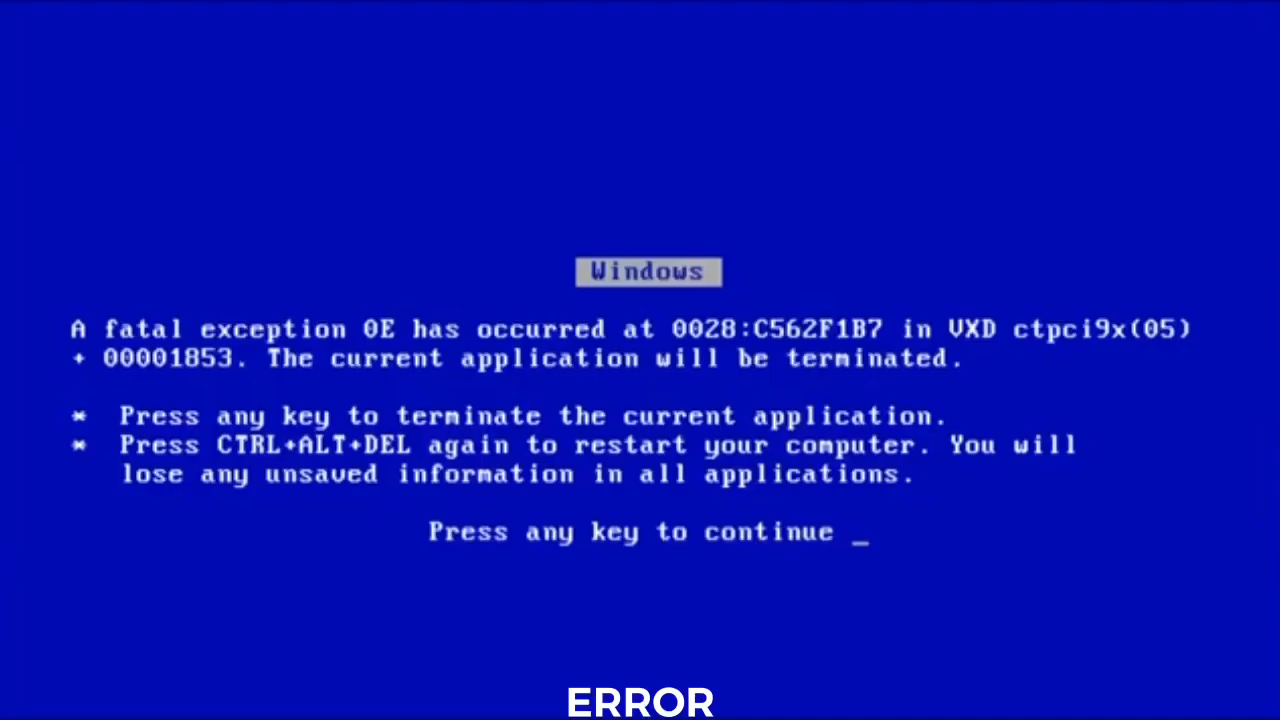 Windows
A fatal exception 0E has occurred at 0028:C562F1B7 in VXD ctpci9x(05)
+ 00001853. The current application will be terminated.
* Press any key to terminate the current application.
* Press CTRL+ALT+DEL again to restart your computer. You will
lose any unsaved information in all applications.
Press any key to continue _
ERROR